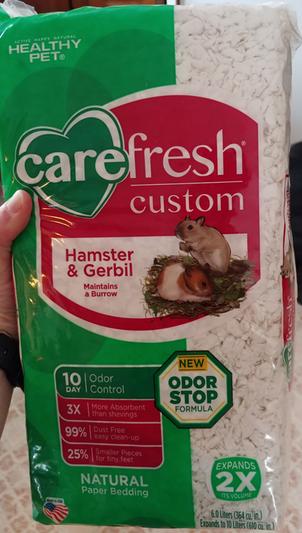 ACTIVE HAPPY NATURAL
HEALTHY
PET®
carefresh®
custom
Hamster
& Gerbil
Maintains
a Burrow
10 DAY Odor Control
3X More Absorbent than shavings
99% Dust Free easy clean-up
25% Smaller Pieces for tiny feet
NEW
ODOR
STOP
FORMULA
NATURAL
Paper Bedding
EXPANDS
2X
ITS VOLUME
6.0 Liters (364 cu. in.)
Expands to 10 Liters (610 cu. in.)